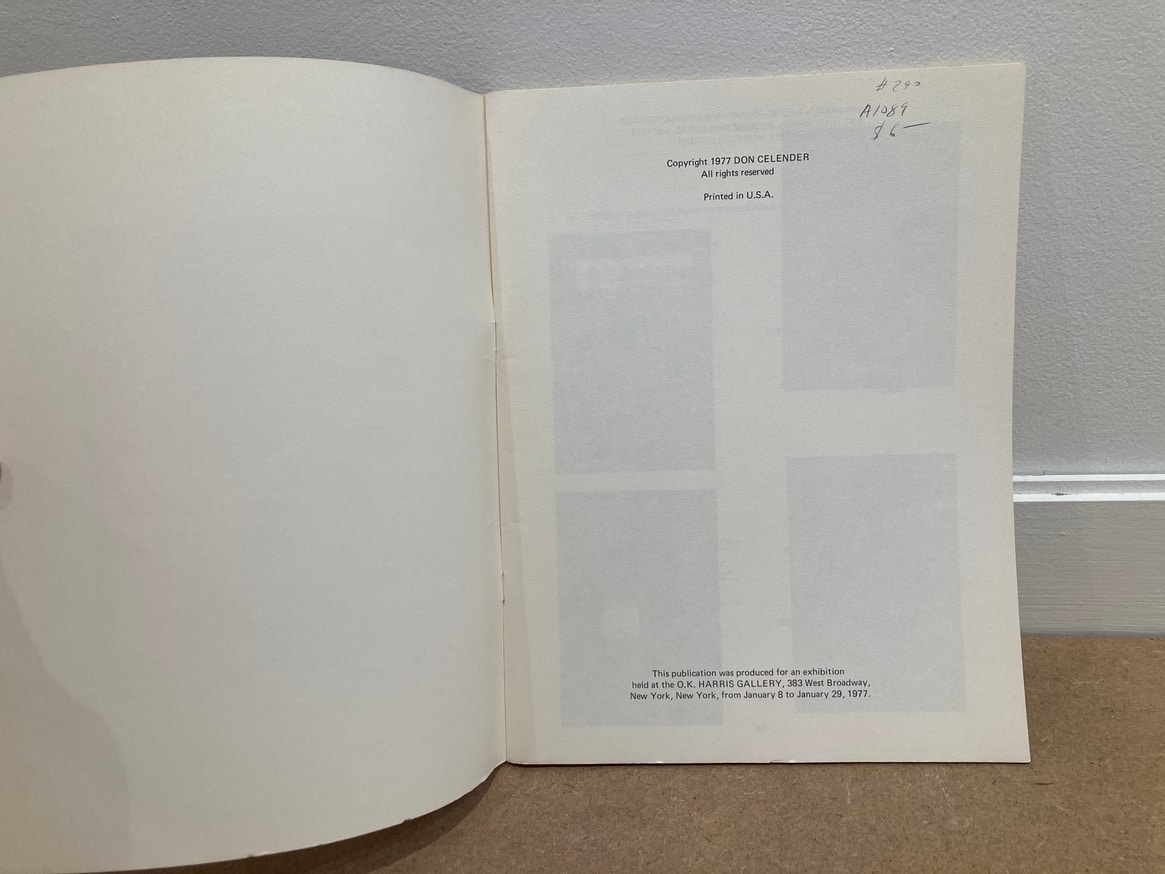 # 290
A1089
$ 6—
Copyright 1977 DON CELENDER
All rights reserved
Printed in U.S.A.
This publication was produced for an exhibition
held at the O.K. HARRIS GALLERY, 383 West Broadway,
New York, New York, from January 8 to January 29, 1977.